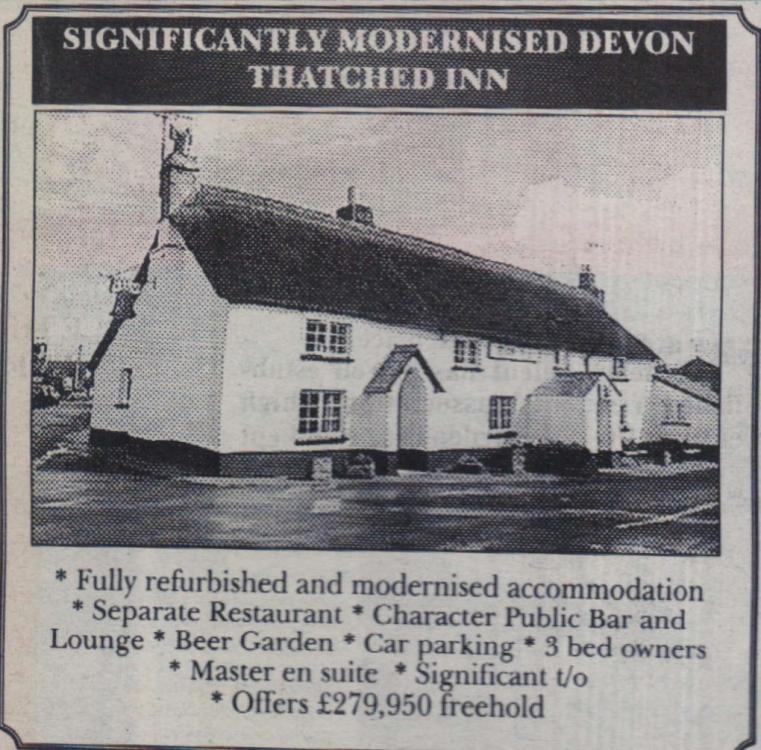 SIGNIFICANTLY MODERNISED DEVON
THATCHED INN
* Fully refurbished and modernised accommodation
* Separate Restaurant * Character Public Bar and
Lounge * Beer Garden * Car parking * 3 bed owners
* Master en suite * Significant t/o
* Offers £279,950 freehold